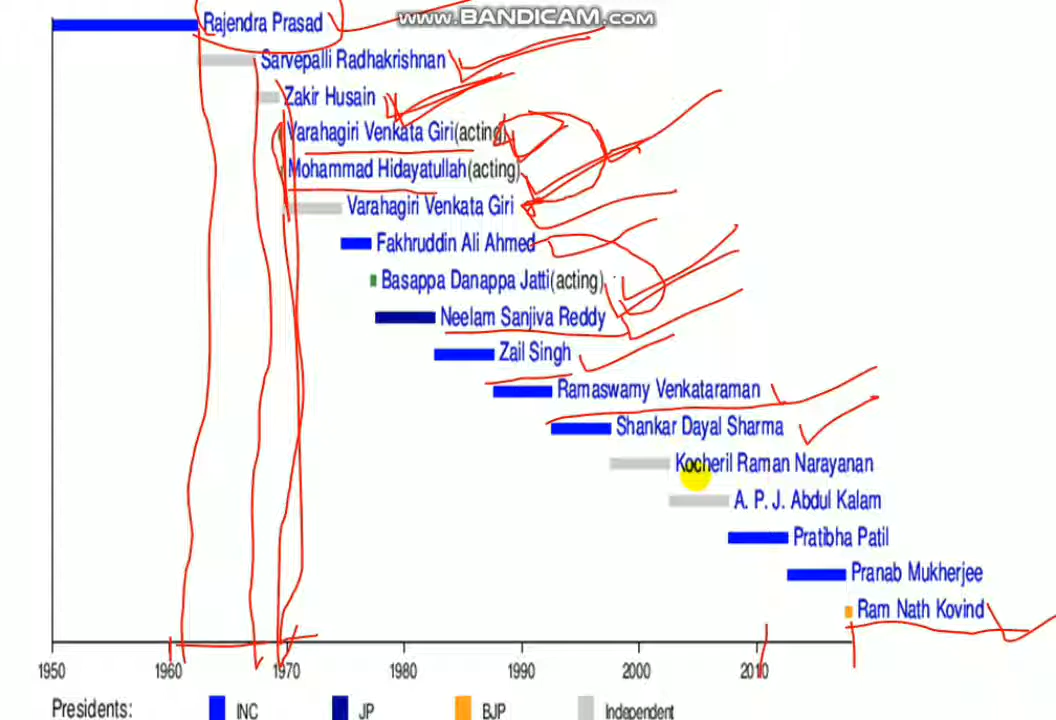 www.BANDICAM.com
Rajendra Prasad
Sarvepalli Radhakrishnan
Zakir Husain
Varahagiri Venkata Giri(acting)
Mohammad Hidayatullah(acting)
Varahagiri Venkata Giri
Fakhruddin Ali Ahmed
Basappa Danappa Jatti(acting)
Neelam Sanjiva Reddy
Zail Singh
Ramaswamy Venkataraman
Shankar Dayal Sharma
Kocheril Raman Narayanan
A. P. J. Abdul Kalam
Pratibha Patil
Pranab Mukherjee
Ram Nath Kovind
1950 1960 1970 1980 1990 2000 2010
Presidents: INC JP BJP Independent